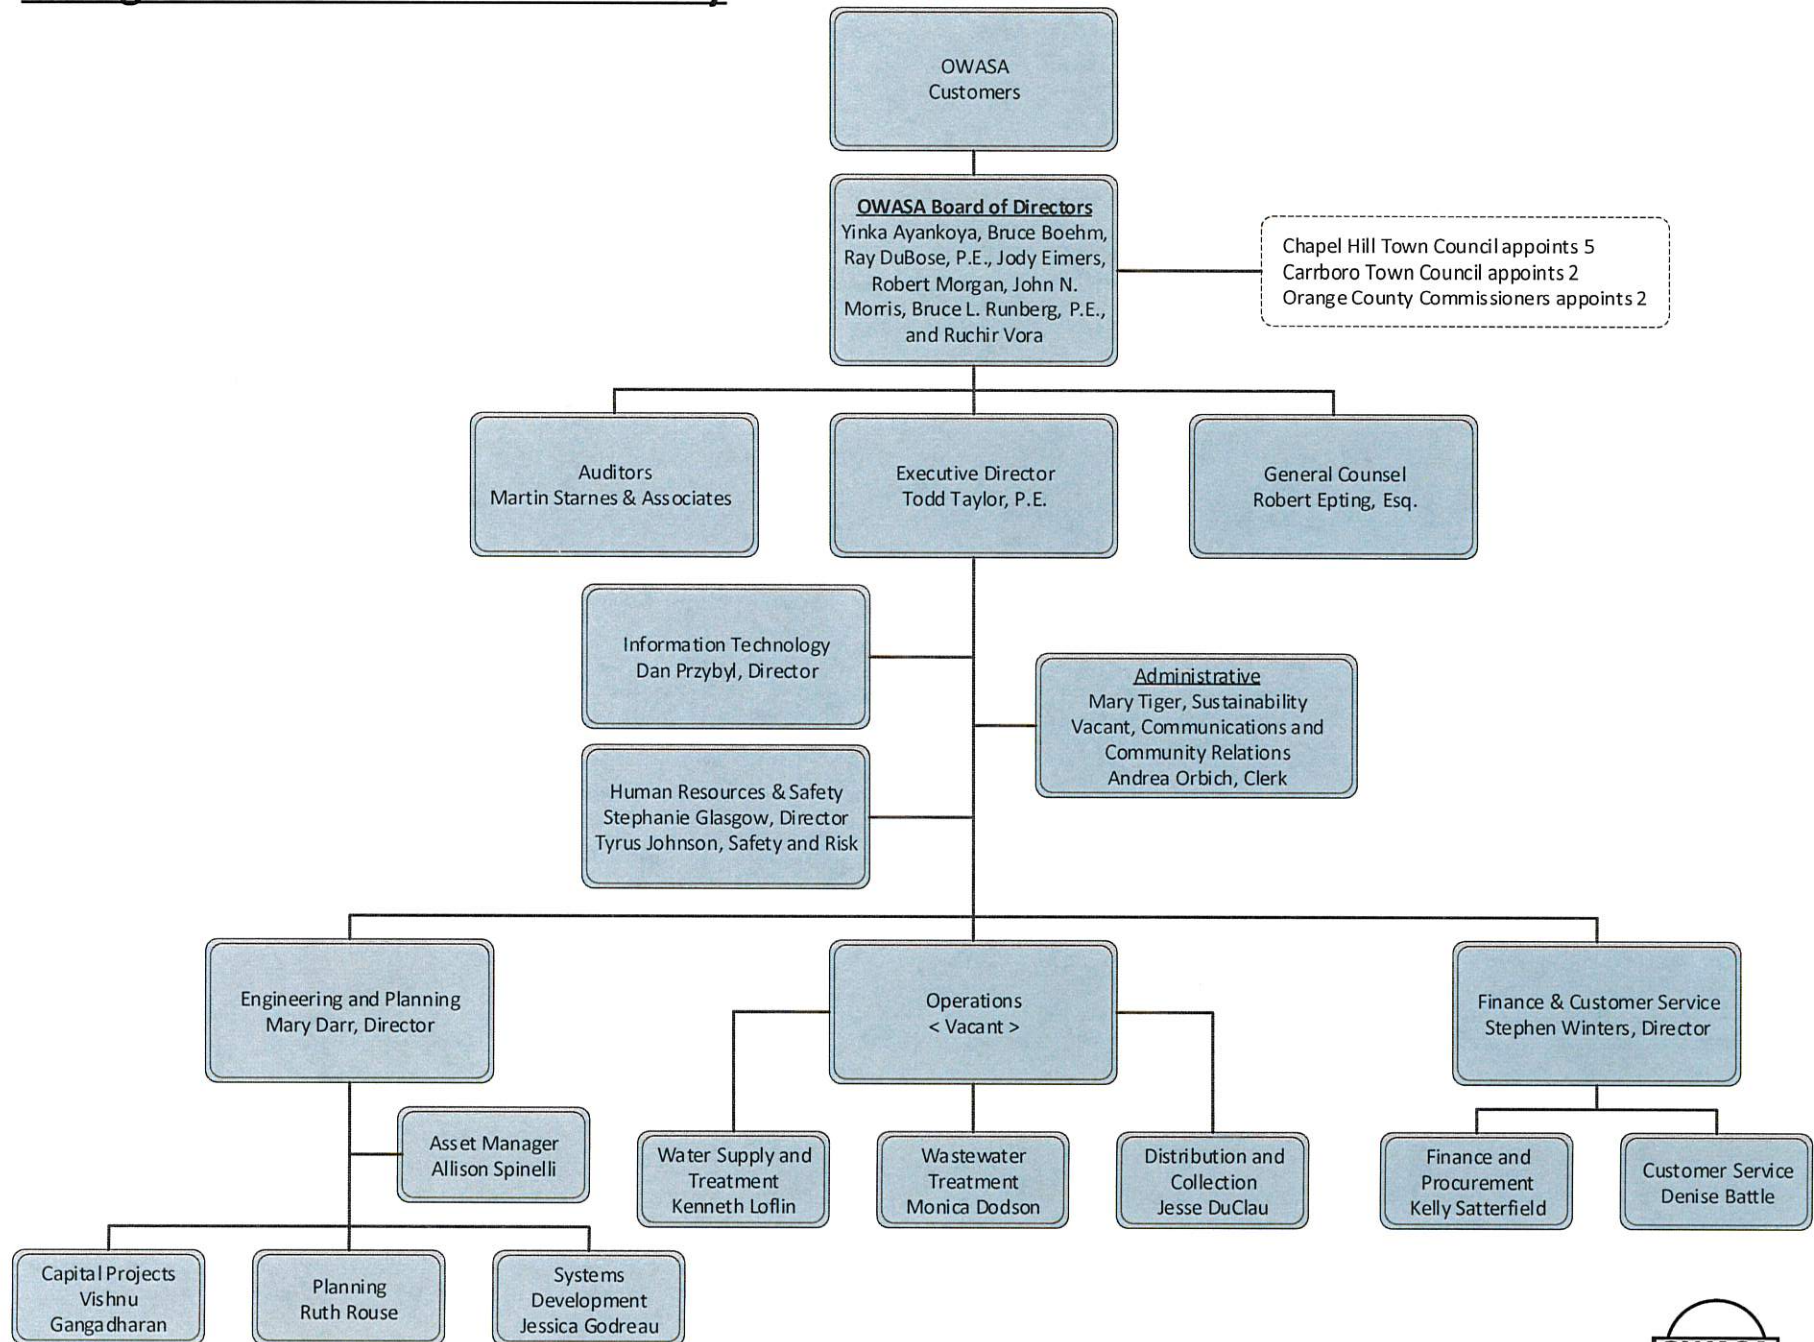 OWASA
Customers
OWASA Board of Directors
Yinka Ayankoya, Bruce Boehm,
Ray DuBose, P.E., Jody Eimers,
Robert Morgan, John N.
Morris, Bruce L. Runberg, P.E.,
and Ruchir Vora
Chapel Hill Town Council appoints 5
Carrboro Town Council appoints 2
Orange County Commissioners appoints 2
Auditors
Martin Starnes & Associates
Executive Director
Todd Taylor, P.E.
General Counsel
Robert Epting, Esq.
Information Technology
Dan Przybyl, Director
Administrative
Mary Tiger, Sustainability
Vacant, Communications and
Community Relations
Andrea Orbich, Clerk
Human Resources & Safety
Stephanie Glasgow, Director
Tyrus Johnson, Safety and Risk
Engineering and Planning
Mary Darr, Director
Operations
< Vacant >
Finance & Customer Service
Stephen Winters, Director
Asset Manager
Allison Spinelli
Water Supply and
Treatment
Kenneth Loflin
Wastewater
Treatment
Monica Dodson
Distribution and
Collection
Jesse DuClau
Finance and
Procurement
Kelly Satterfield
Customer Service
Denise Battle
Capital Projects
Vishnu
Gangadharan
Planning
Ruth Rouse
Systems
Development
Jessica Godreau